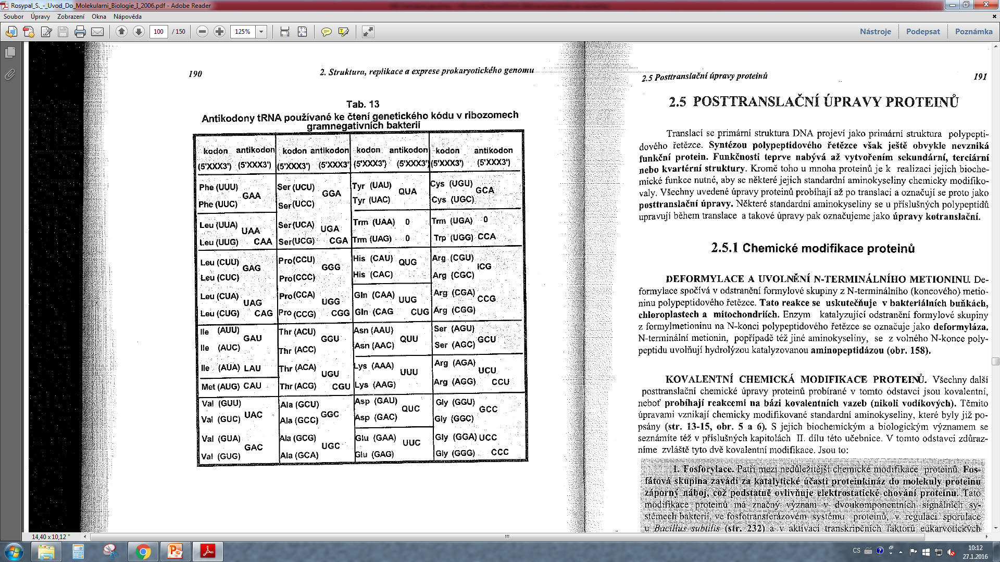 Rosypal_S._-_Uvod_Do_Molekularni_Biologie_I_2006.pdf - Adobe Reader
Soubor Úpravy Zobrazení Okna Nápověda
100 / 150 125% Nástroje Podepsat Poznámka
190 2. Struktura, replikace a exprese prokaryotického genomu
Tab. 13
Antikodony tRNA používané ke čtení genetického kódu v ribozomech
gramnegativních bakterií
kodon antikodon kodon antikodon kodon antikodon kodon antikodon
(5'XXX3') (5'XXX3') (5'XXX3') (5'XXX3' (5'XXX3') (5'XXX3') (5'XXX3') (5'XXX3')
Phe (UUU) Ser (UCU) Tyr (UAU) Cys (UGU)
GAA GGA QUA GCA
Phe (UUC) Ser (UCC) Tyr (UAC) Cys (UGC)
Leu (UUA) Ser (UCA) Trm (UAA) 0 Trm (UGA) 0
UAA UGA
Leu (UUG) CAA Ser (UCG) CGA Trm (UAG) 0 Trp (UGG) CCA
Leu (CUU) Pro (CCU) His (CAU) Arg (CGU)
GAG GGG QUG ICG
Leu (CUC) Pro (CCC) His (CAC) Arg (CGC)
Leu (CUA) Pro (CCA) Gln (CAA) Arg (CGA)
UAG UGG UUG CCG
Leu (CUG) CAG Pro (CCG) CGG Gln (CAG CUG Arg (CGG)
Ile (AUU) Thr (ACU) Asn (AAU) Ser (AGU)
GAU GGU QUU GCU
Ile (AUC) Thr (ACC) Asn (AAC) Ser (AGC)
Ile (AUA) LAU Thr (ACA) Lys (AAA) Arg (AGA)
UGU UUU UCU
Met (AUG) CAU Thr (ACG) CGU Lys (AAG) Arg (AGG) CCU
Val (GUU) Ala (GCU) Asp (GAU) Gly (GGU)
UAC GGC QUC GCC
Val (GUC) Ala (GCC) Asp (GAC) Gly (GGC)
Val (GUA) Ala (GCG) Glu (GAA) Gly (GGA) UCC
GAC UGC UUC
Val (GUG) Ala (GCA) Glu (GAG) Gly (GGG) CCC
2.5 Posttranslační úpravy proteinů 191
2.5 POSTTRANSLAČNÍ ÚPRAVY PROTEINŮ
Translací se primární struktura DNA projeví jako primární struktura polypepti-
dového řetězce. Syntézou polypeptidového řetězce však ještě obvykle nevzniká
funkční protein. Funkčnosti teprve nabývá až vytvořením sekundární, terciární
nebo kvartérní struktury. Kromě toho u mnoha proteinů je k realizaci jejich bioche-
mické funkce nutné, aby se některé jejich standardní aminokyseliny chemicky modifiko-
valy. Všechny uvedené úpravy proteinů probíhají až po translaci a označují se proto jako
posttranslační úpravy. Některé standardní aminokyseliny se u příslušných polypeptidů
upravují během translace a takové úpravy pak označujeme jako úpravy kotranslační.
2.5.1 Chemické modifikace proteinů
DEFORMYLACE A UVOLNĚNÍ N-TERMINÁLNÍHO METIONINU. De-
formylace spočívá v odstranění formylové skupiny z N-terminálního (koncového) metio-
ninu polypeptidového řetězce. Tato reakce se uskutečňuje v bakteriálních buňkách,
chloroplastech a mitochondriích. Enzym katalyzující odstranění formylové skupiny
z formylmetioninu na N-konci polypeptidového řetězce se označuje jako deformyláza.
N-terminální metionin, popřípadě též jiné aminokyseliny, se z volného N-konce poly-
peptidu uvolňují hydrolýzou katalyzovanou aminopeptidázou (obr. 158).
KOVALENTNÍ CHEMICKÁ MODIFIKACE PROTEINŮ. Všechny další
posttranslační chemické úpravy proteinů probírané v tomto odstavci jsou kovalentní,
neboť probíhají reakcemi na bázi kovalentních vazeb (nikoli vodíkových). Těmito
úpravami vznikají chemicky modifikované standardní aminokyseliny, které byly již po-
psány (str. 13-15, obr. 5 a 6). S jejich biochemickým a biologickým významem se
seznámíte též v příslušných kapitolách II. dílu této učebnice. V tomto odstavci zdůraz-
níme zvláště tyto dvě kovalentní modifikace. Jsou to:
1. Fosforylace. Patří mezi nedůležitější chemické modifikace proteinů. Fos-
fátová skupina zavádí za katalytické účasti proteinkináz do molekuly proteinu
záporný náboj, což podstatně ovlivňuje elektrostatické chování proteinu. Tato
modifikace proteinů má značný význam v dvoukomponentních signálních sy-
stémech bakterií, ve fosfotransferázovém systému proteinů, v regulaci sporulace
u Bacillus subtilis (str. 232) a v aktivaci transkripčních faktorů eukaryotických
14,40 x 10,12 "
CS 10:12
27.1.2016